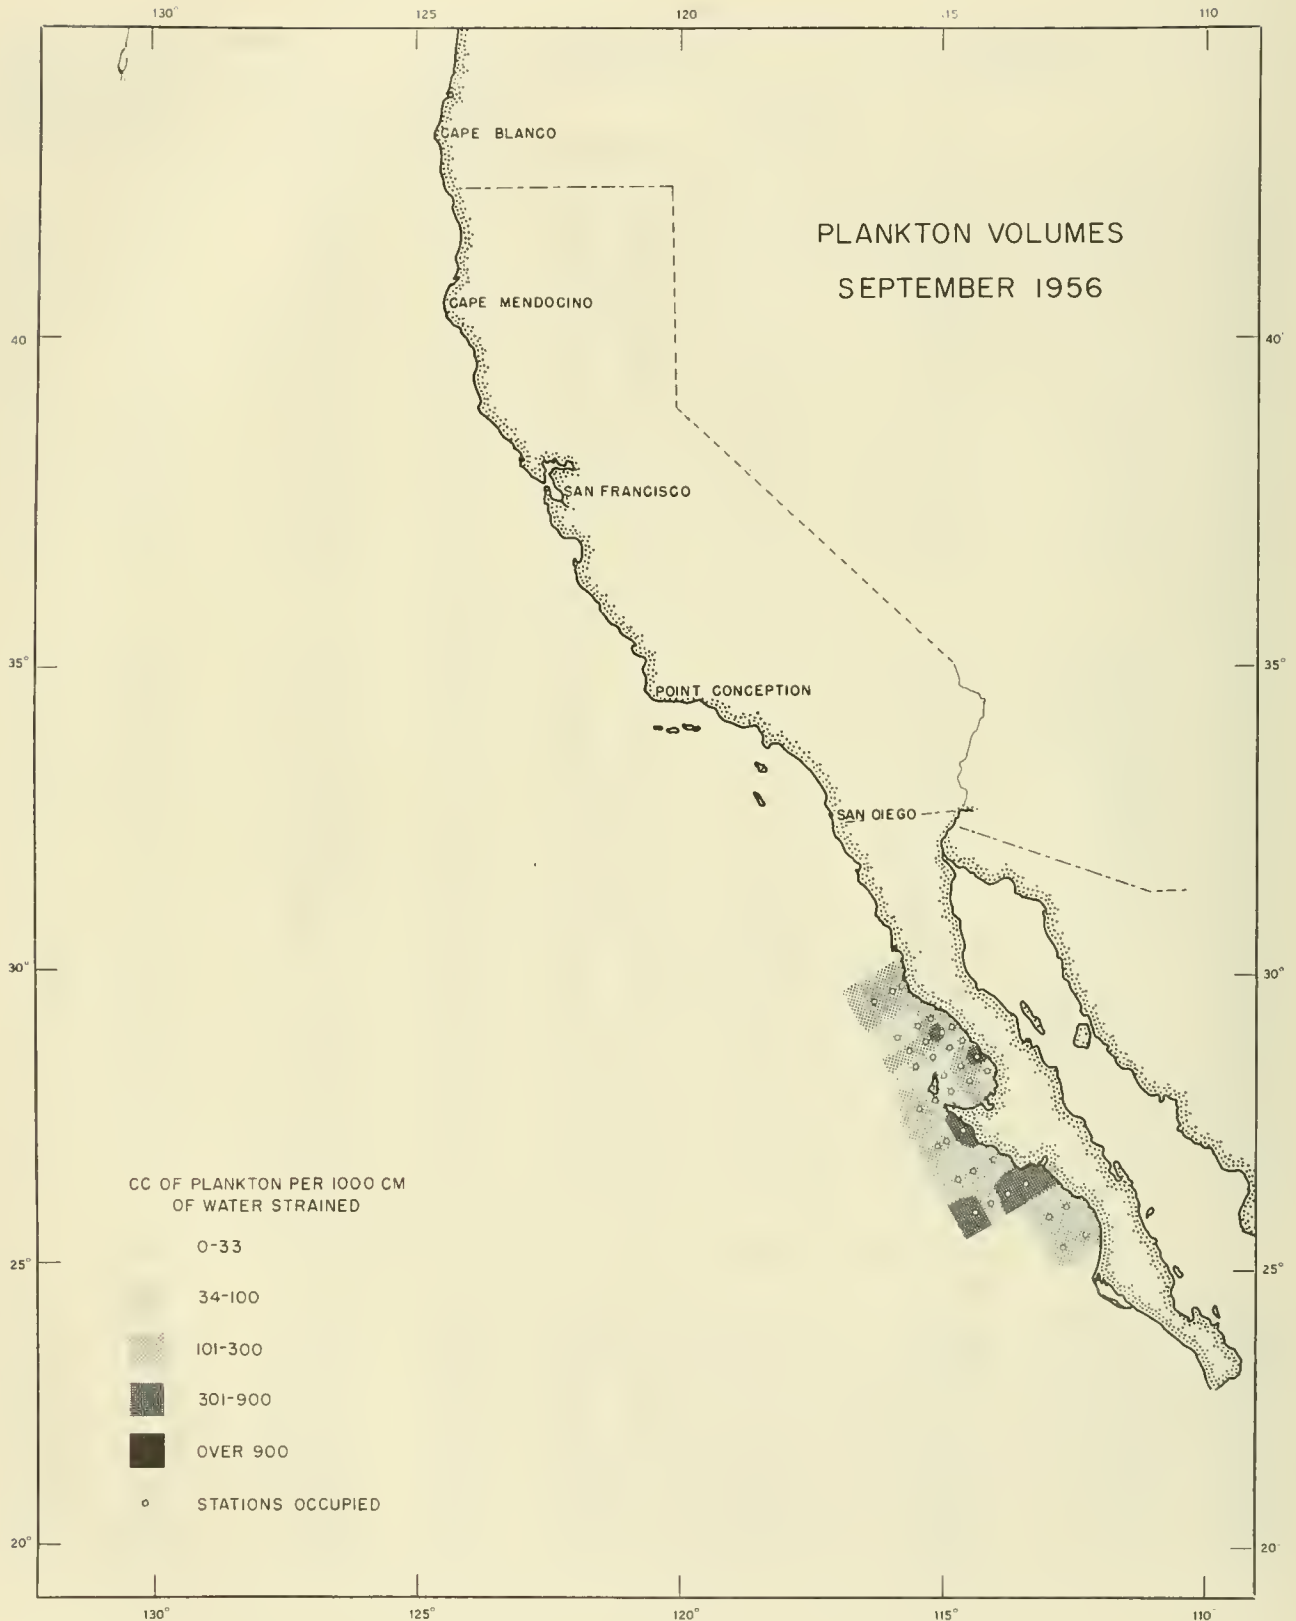 130° 125 120 15 110
CAPE BLANCO
PLANKTON VOLUMES
SEPTEMBER 1956
CAPE MENDOCINO
40 40°
SAN FRANCISCO
35° 35°
POINT CONCEPTION
SAN DIEGO
30° 30°
CC OF PLANKTON PER 1000 CM
OF WATER STRAINED
0-33
25° 25°
34-100
101-300
301-900
OVER 900
STATIONS OCCUPIED
20° 20
130° 125° 120° 115° 110